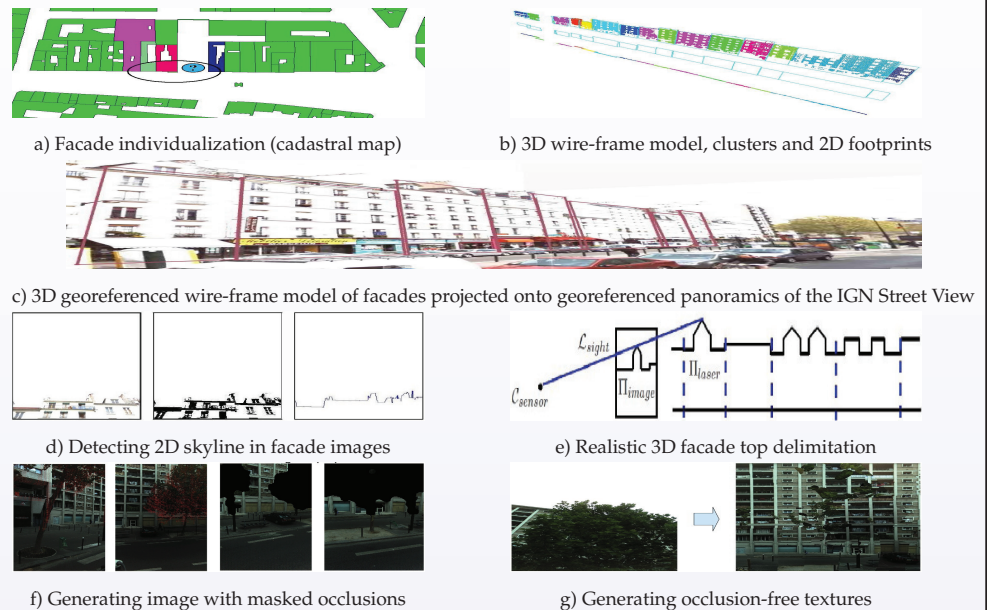 a) Facade individualization (cadastral map)
b) 3D wire-frame model, clusters and 2D footprints
c) 3D georeferenced wire-frame model of facades projected onto georeferenced panoramics of the IGN Street View
d) Detecting 2D skyline in facade images
ℒsight
Πimage
Πlaser
𝒞sensor
e) Realistic 3D facade top delimitation
f) Generating image with masked occlusions
g) Generating occlusion-free textures